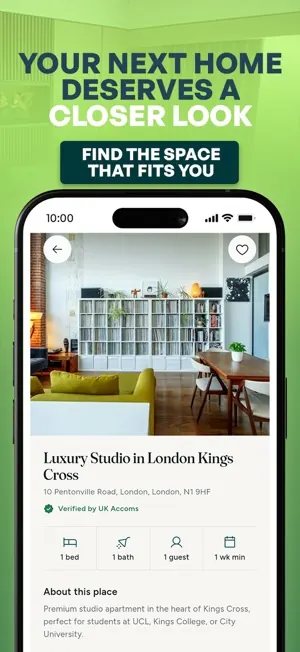 YOUR NEXT HOME
DESERVES A
CLOSER LOOK
FIND THE SPACE
THAT FITS YOU
10:00
Luxury Studio in London Kings
Cross
10 Pentonville Road, London, London, N1 9HF
Verified by UK Accoms
1 bed
1 bath
1 guest
1 wk min
About this place
Premium studio apartment in the heart of Kings Cross,
perfect for students at UCL, Kings College, or City
University.